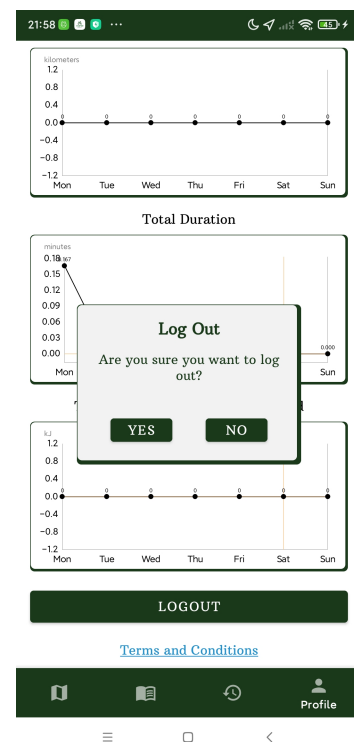 21:58 ... 45
kilometers
1.2
0.8
0.4
0.0
-0.4
-0.8
-1.2
0 0 0 0 0 0 0
Mon Tue Wed Thu Fri Sat Sun
Total Duration
minutes
0.18
0.15
0.12
0.09
0.06
0.03
0.00
0.000
Mon Sun
Log Out
Are you sure you want to log
out?
YES NO
kJ
1.2
0.8
0.4
0.0
-0.4
-0.8
-1.2
0 0 0 0 0 0 0
Mon Tue Wed Thu Fri Sat Sun
LOGOUT
Terms and Conditions
Profile